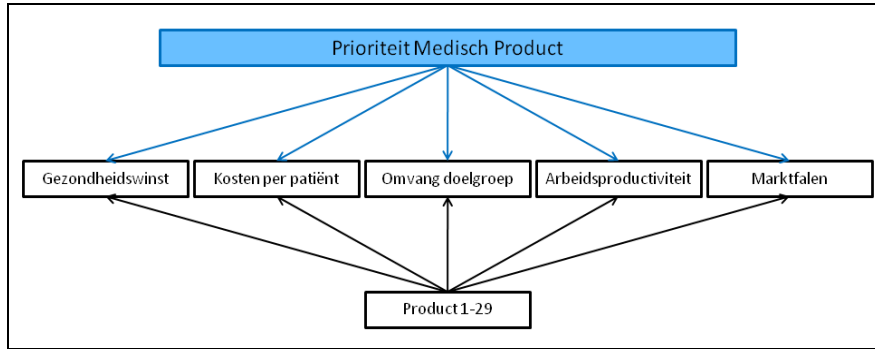 Prioriteit Medisch Product
Gezondheidswinst
Kosten per patiënt
Omvang doelgroep
Arbeidsproductiviteit
Marktfalen
Product 1-29